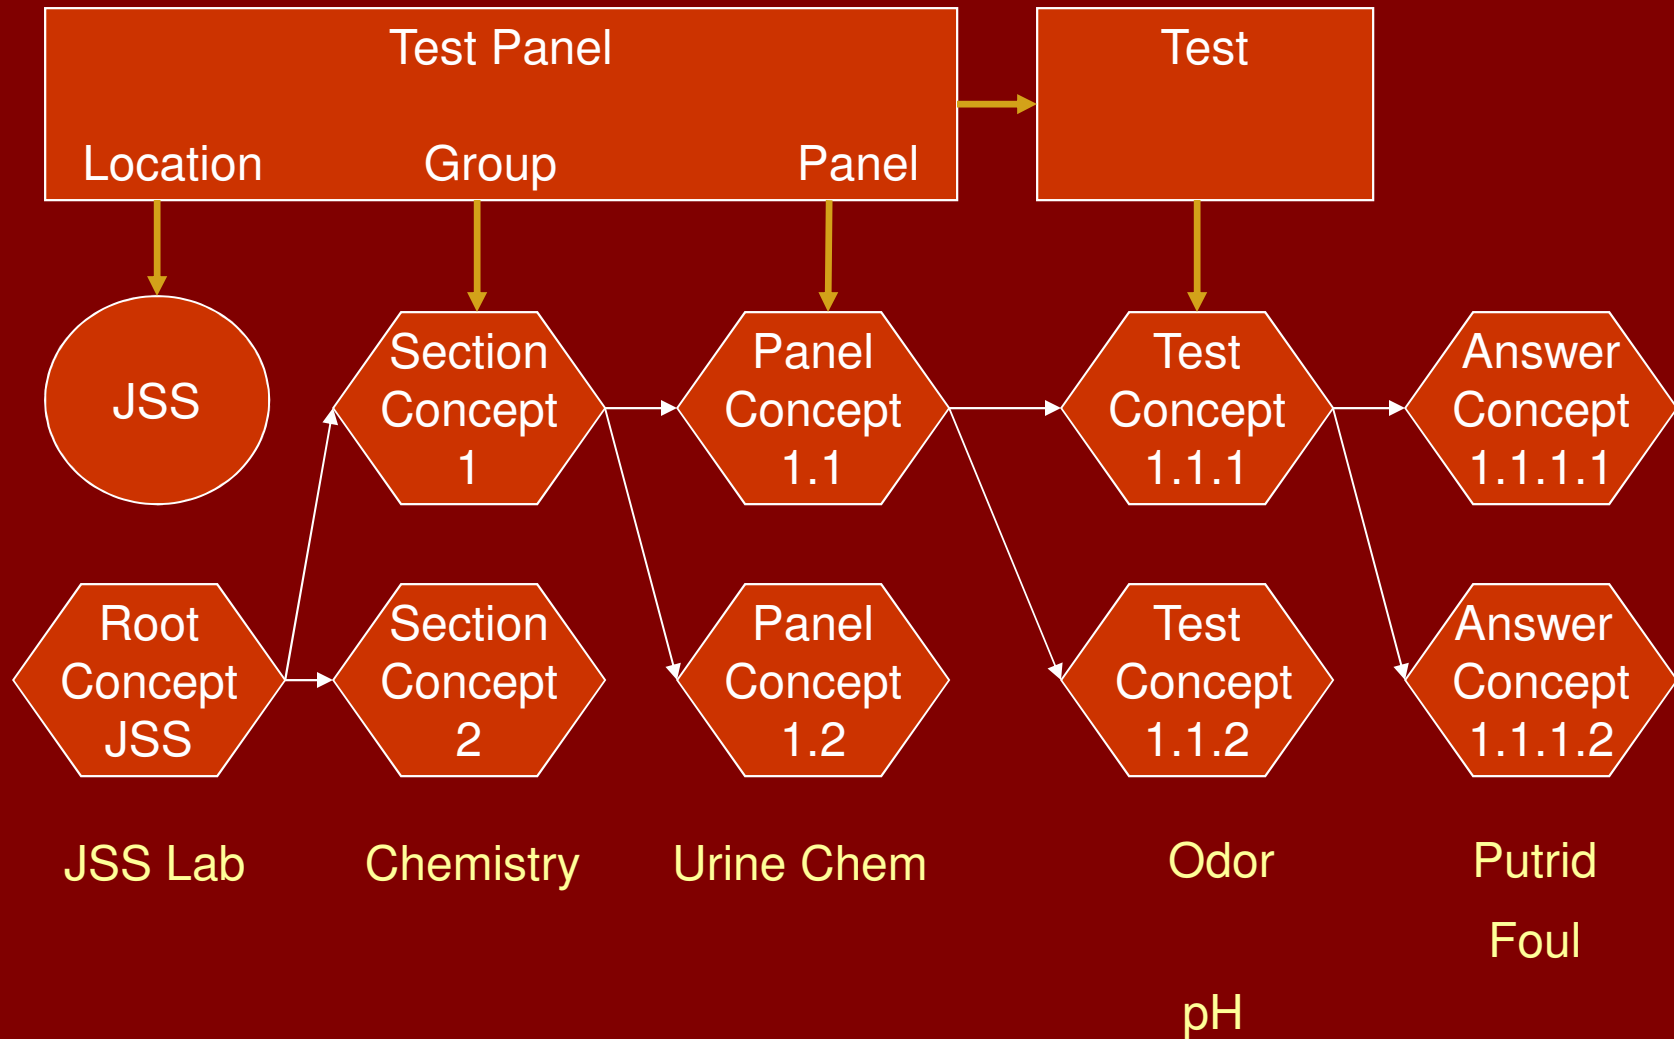 Test Panel
Test
Location
Group
Panel
JSS
Section
Concept
1
Panel
Concept
1.1
Test
Concept
1.1.1
Answer
Concept
1.1.1.1
Root
Concept
JSS
Section
Concept
2
Panel
Concept
1.2
Test
Concept
1.1.2
Answer
Concept
1.1.1.2
JSS Lab
Chemistry
Urine Chem
Odor
Putrid
Foul
pH